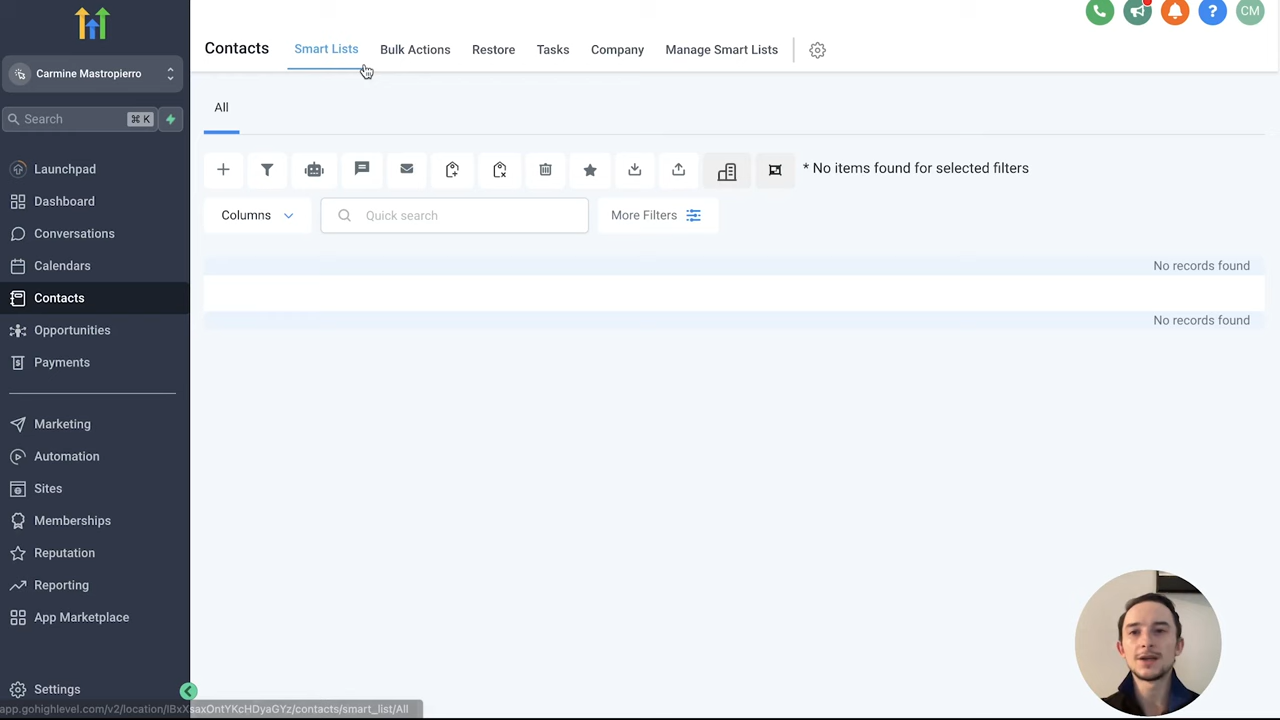 CM
Contacts
Smart Lists
Bulk Actions
Restore
Tasks
Company
Manage Smart Lists
Carmine Mastropierro
Search
⌘ K
All
Launchpad
Dashboard
Conversations
Calendars
Contacts
Opportunities
Payments
Marketing
Automation
Sites
Memberships
Reputation
Reporting
App Marketplace
Settings
* No items found for selected filters
Columns
Quick search
More Filters
No records found
No records found
app.gohighlevel.com/v2/location/lBxXsaxOntYKcHDyaGYz/contacts/smart_list/All